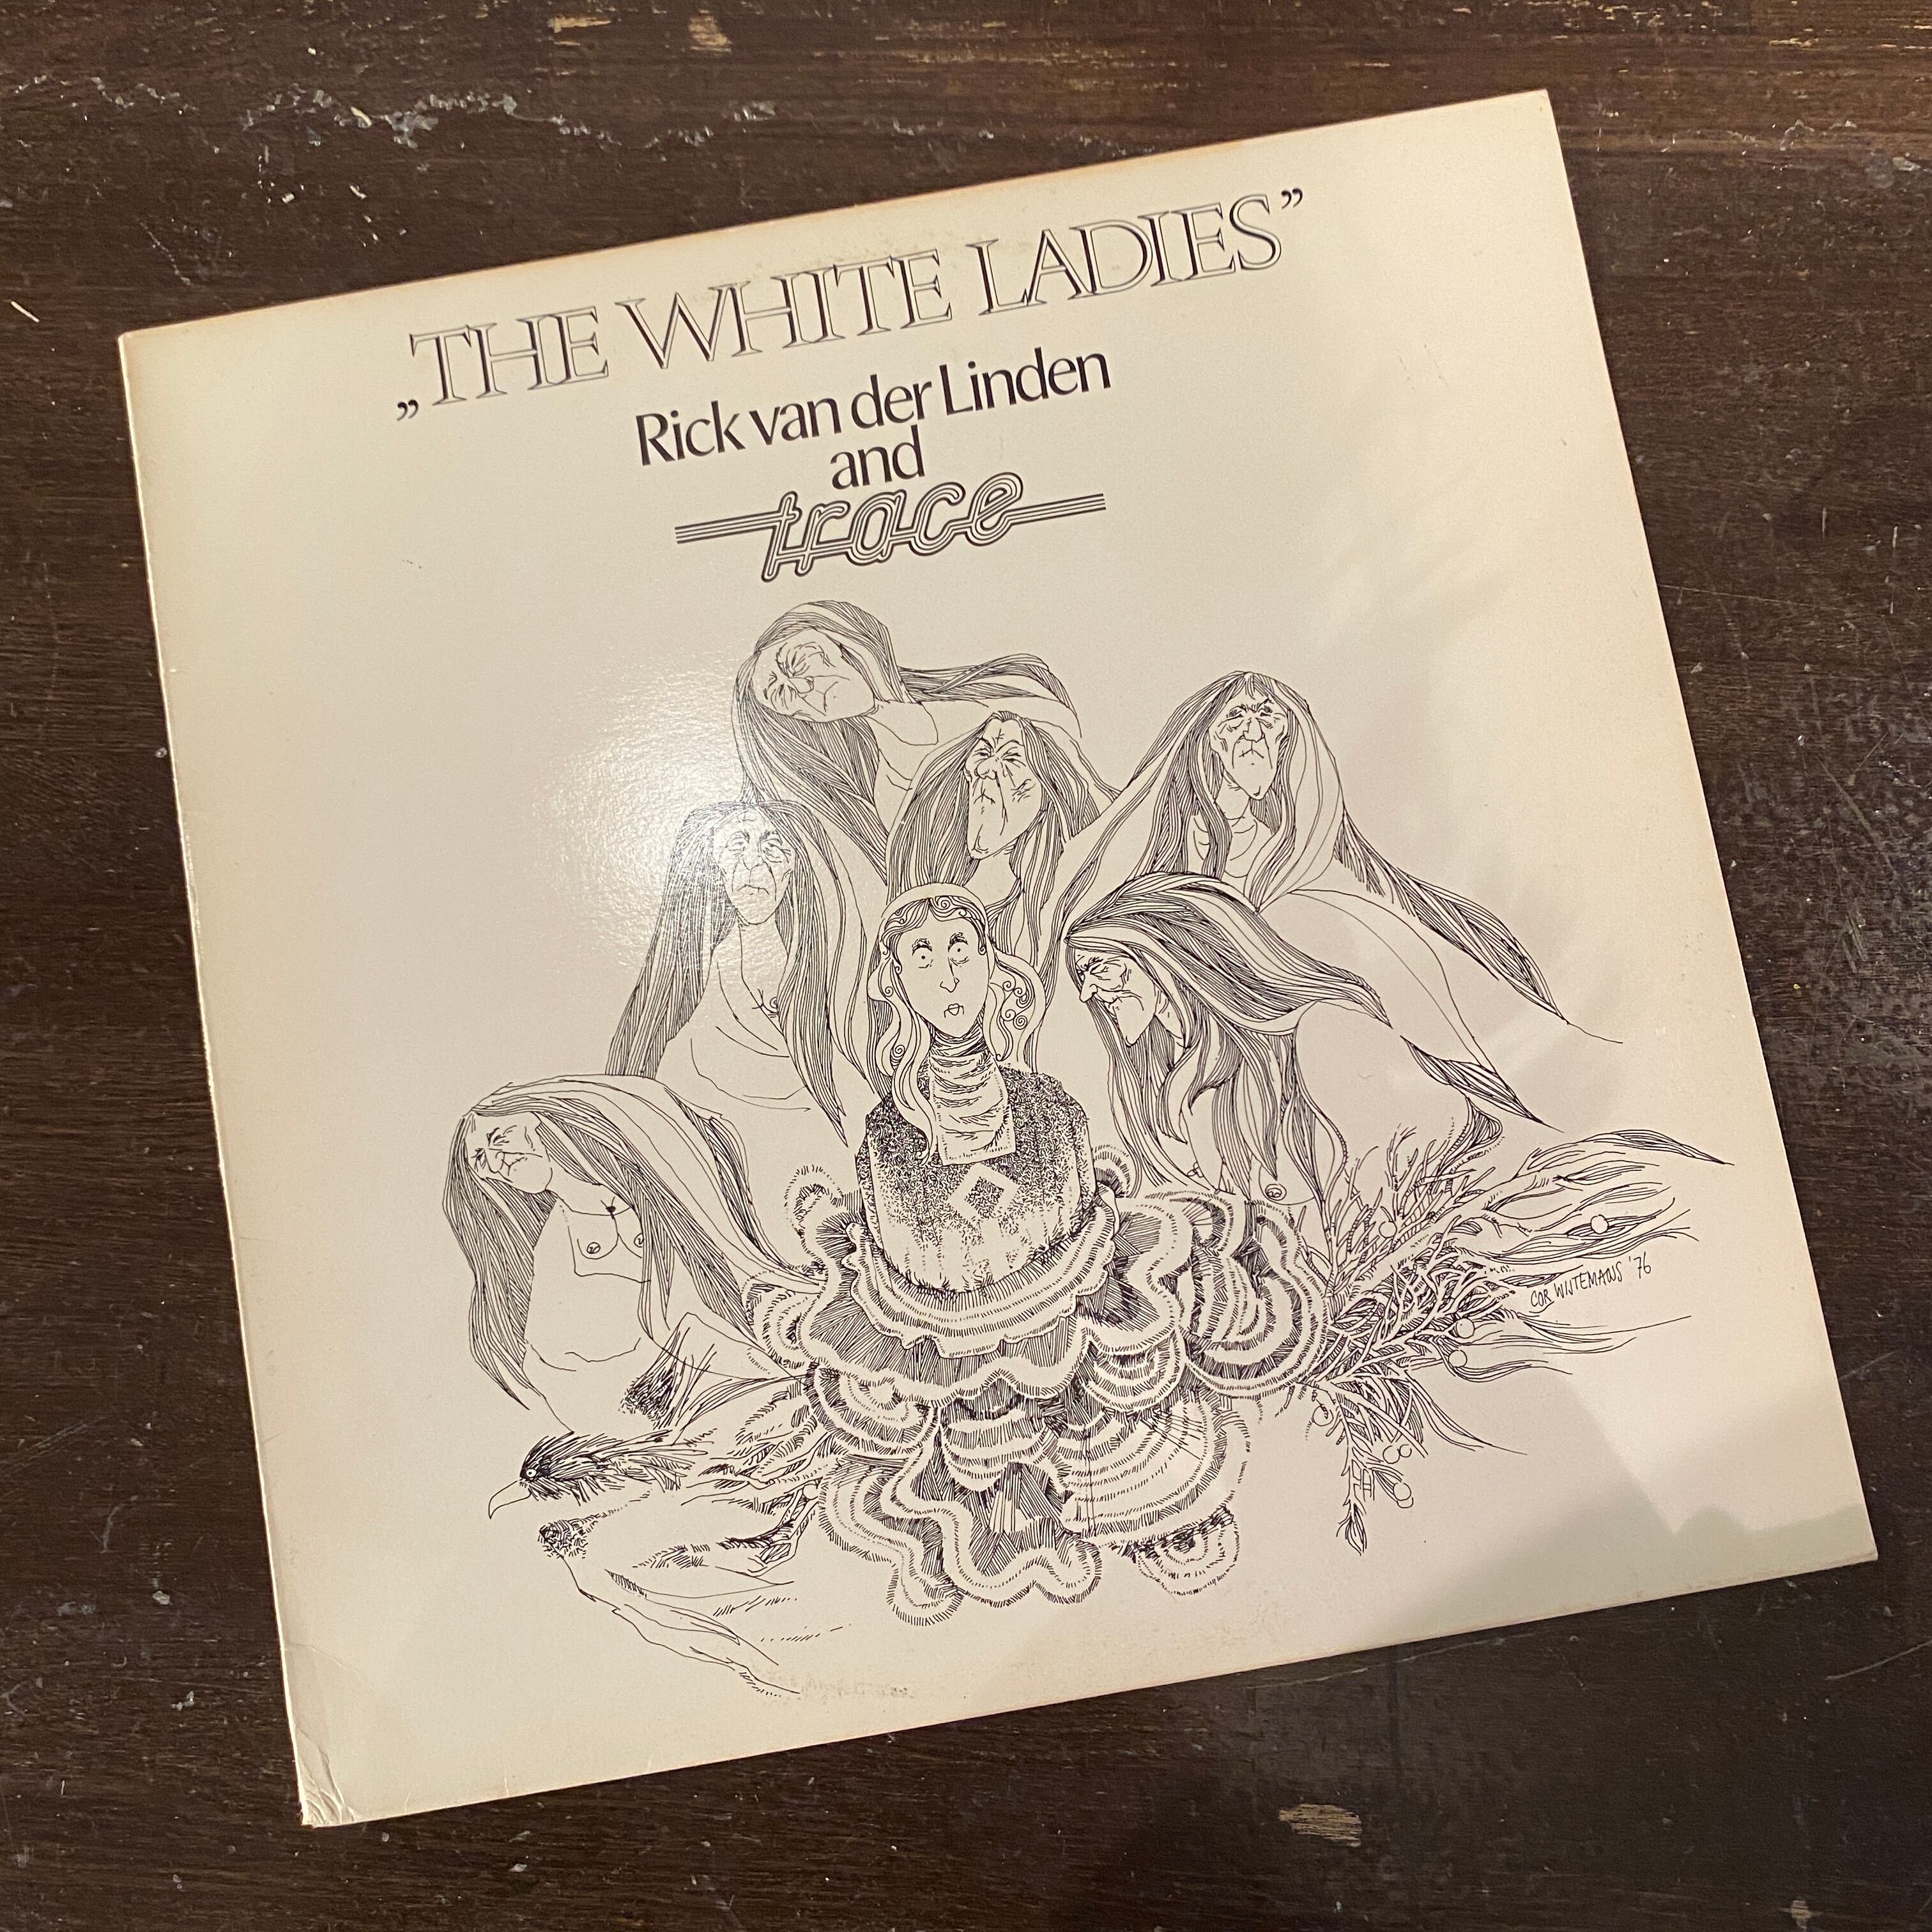 „THE WHITE LADIES”
Rick van der Linden
and
trace
COR WIJTEMANS '76